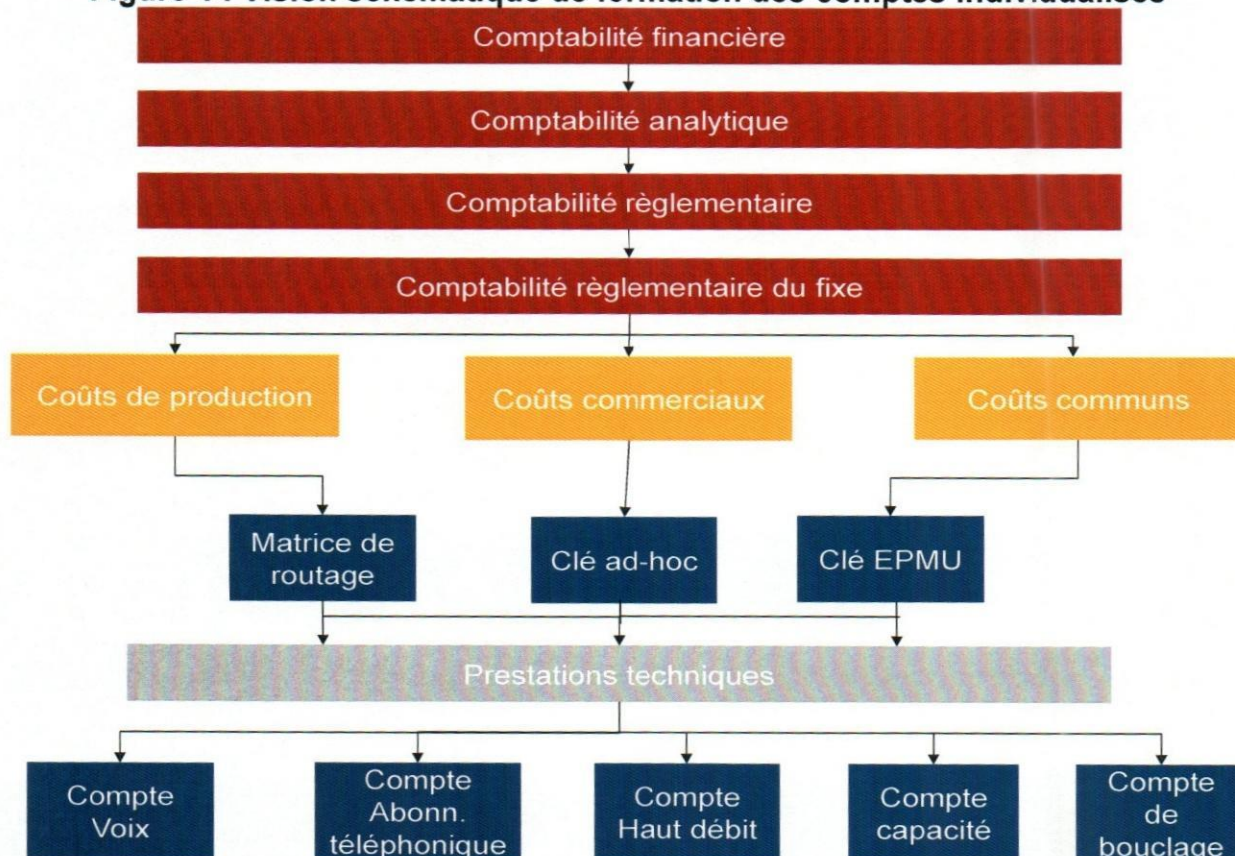 Comptabilité financière
Comptabilité analytique
Comptabilité règlementaire
Comptabilité règlementaire du fixe
Coûts de production
Coûts commerciaux
Coûts communs
Matrice de
routage
Clé ad-hoc
Clé EPMU
Prestations techniques
Compte
Voix
Compte
Abonn.
téléphonique
Compte
Haut débit
Compte
capacité
Compte
de
bouclage